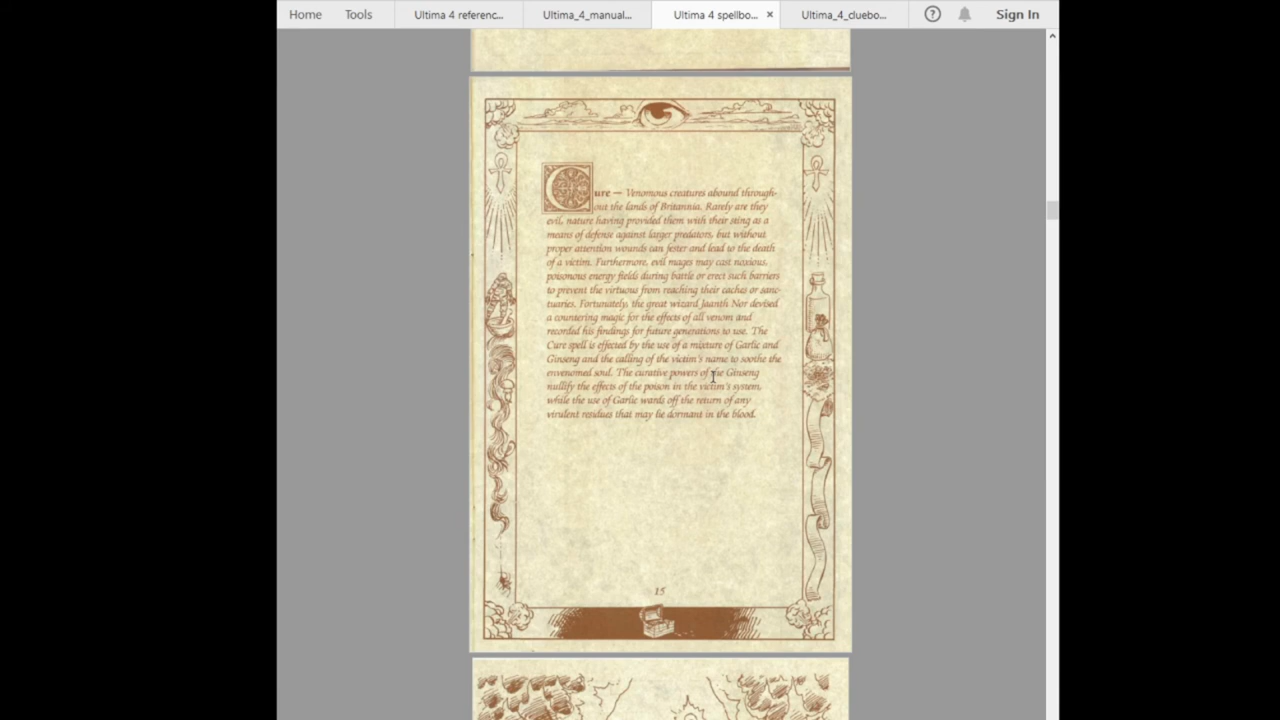 Home Tools Ultima 4 referenc... Ultima_4_manual... Ultima 4 spellbo... × Ultima_4_cluebo... ? Sign In
Cure — Venomous creatures abound through-
out the lands of Britannia. Rarely are they
evil, nature having provided them with their sting as a
means of defense against larger predators, but without
proper attention wounds can fester and lead to the death
of a victim. Furthermore, evil mages may cast noxious,
poisonous energy fields during battle or erect such barriers
to prevent the virtuous from reaching their caches or sanc-
tuaries. Fortunately, the great wizard Jaanth Nor devised
a countering magic for the effects of all venom and
recorded his findings for future generations to use. The
Cure spell is effected by the use of a mixture of Garlic and
Ginseng and the calling of the victim's name to soothe the
envenomed soul. The curative powers of the Ginseng
nullify the effects of the poison in the victim's system,
while the use of Garlic wards off the return of any
virulent residues that may lie dormant in the blood.
15